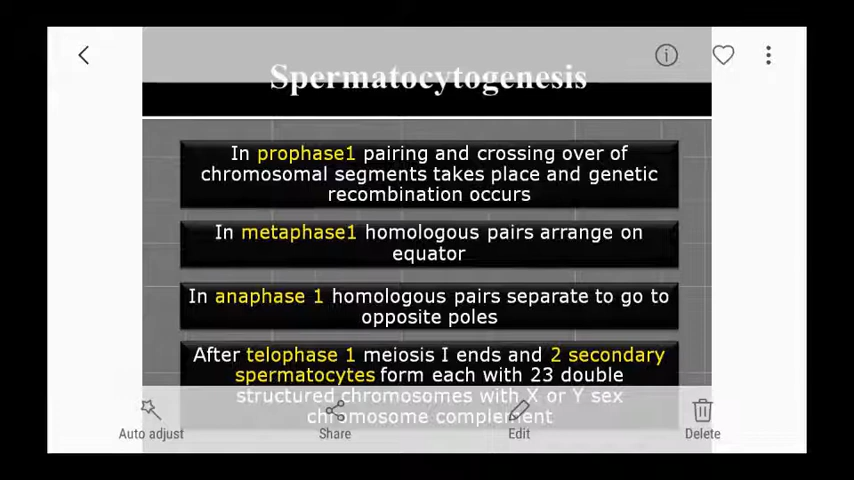 Spermatocytogenesis
In prophase1 pairing and crossing over of
chromosomal segments takes place and genetic
recombination occurs
In metaphase1 homologous pairs arrange on
equator
In anaphase 1 homologous pairs separate to go to
opposite poles
After telophase 1 meiosis I ends and 2 secondary
spermatocytes form each with 23 double
structured chromosomes with X or Y sex
chromosome complement
Auto adjust
Share
Edit
Delete